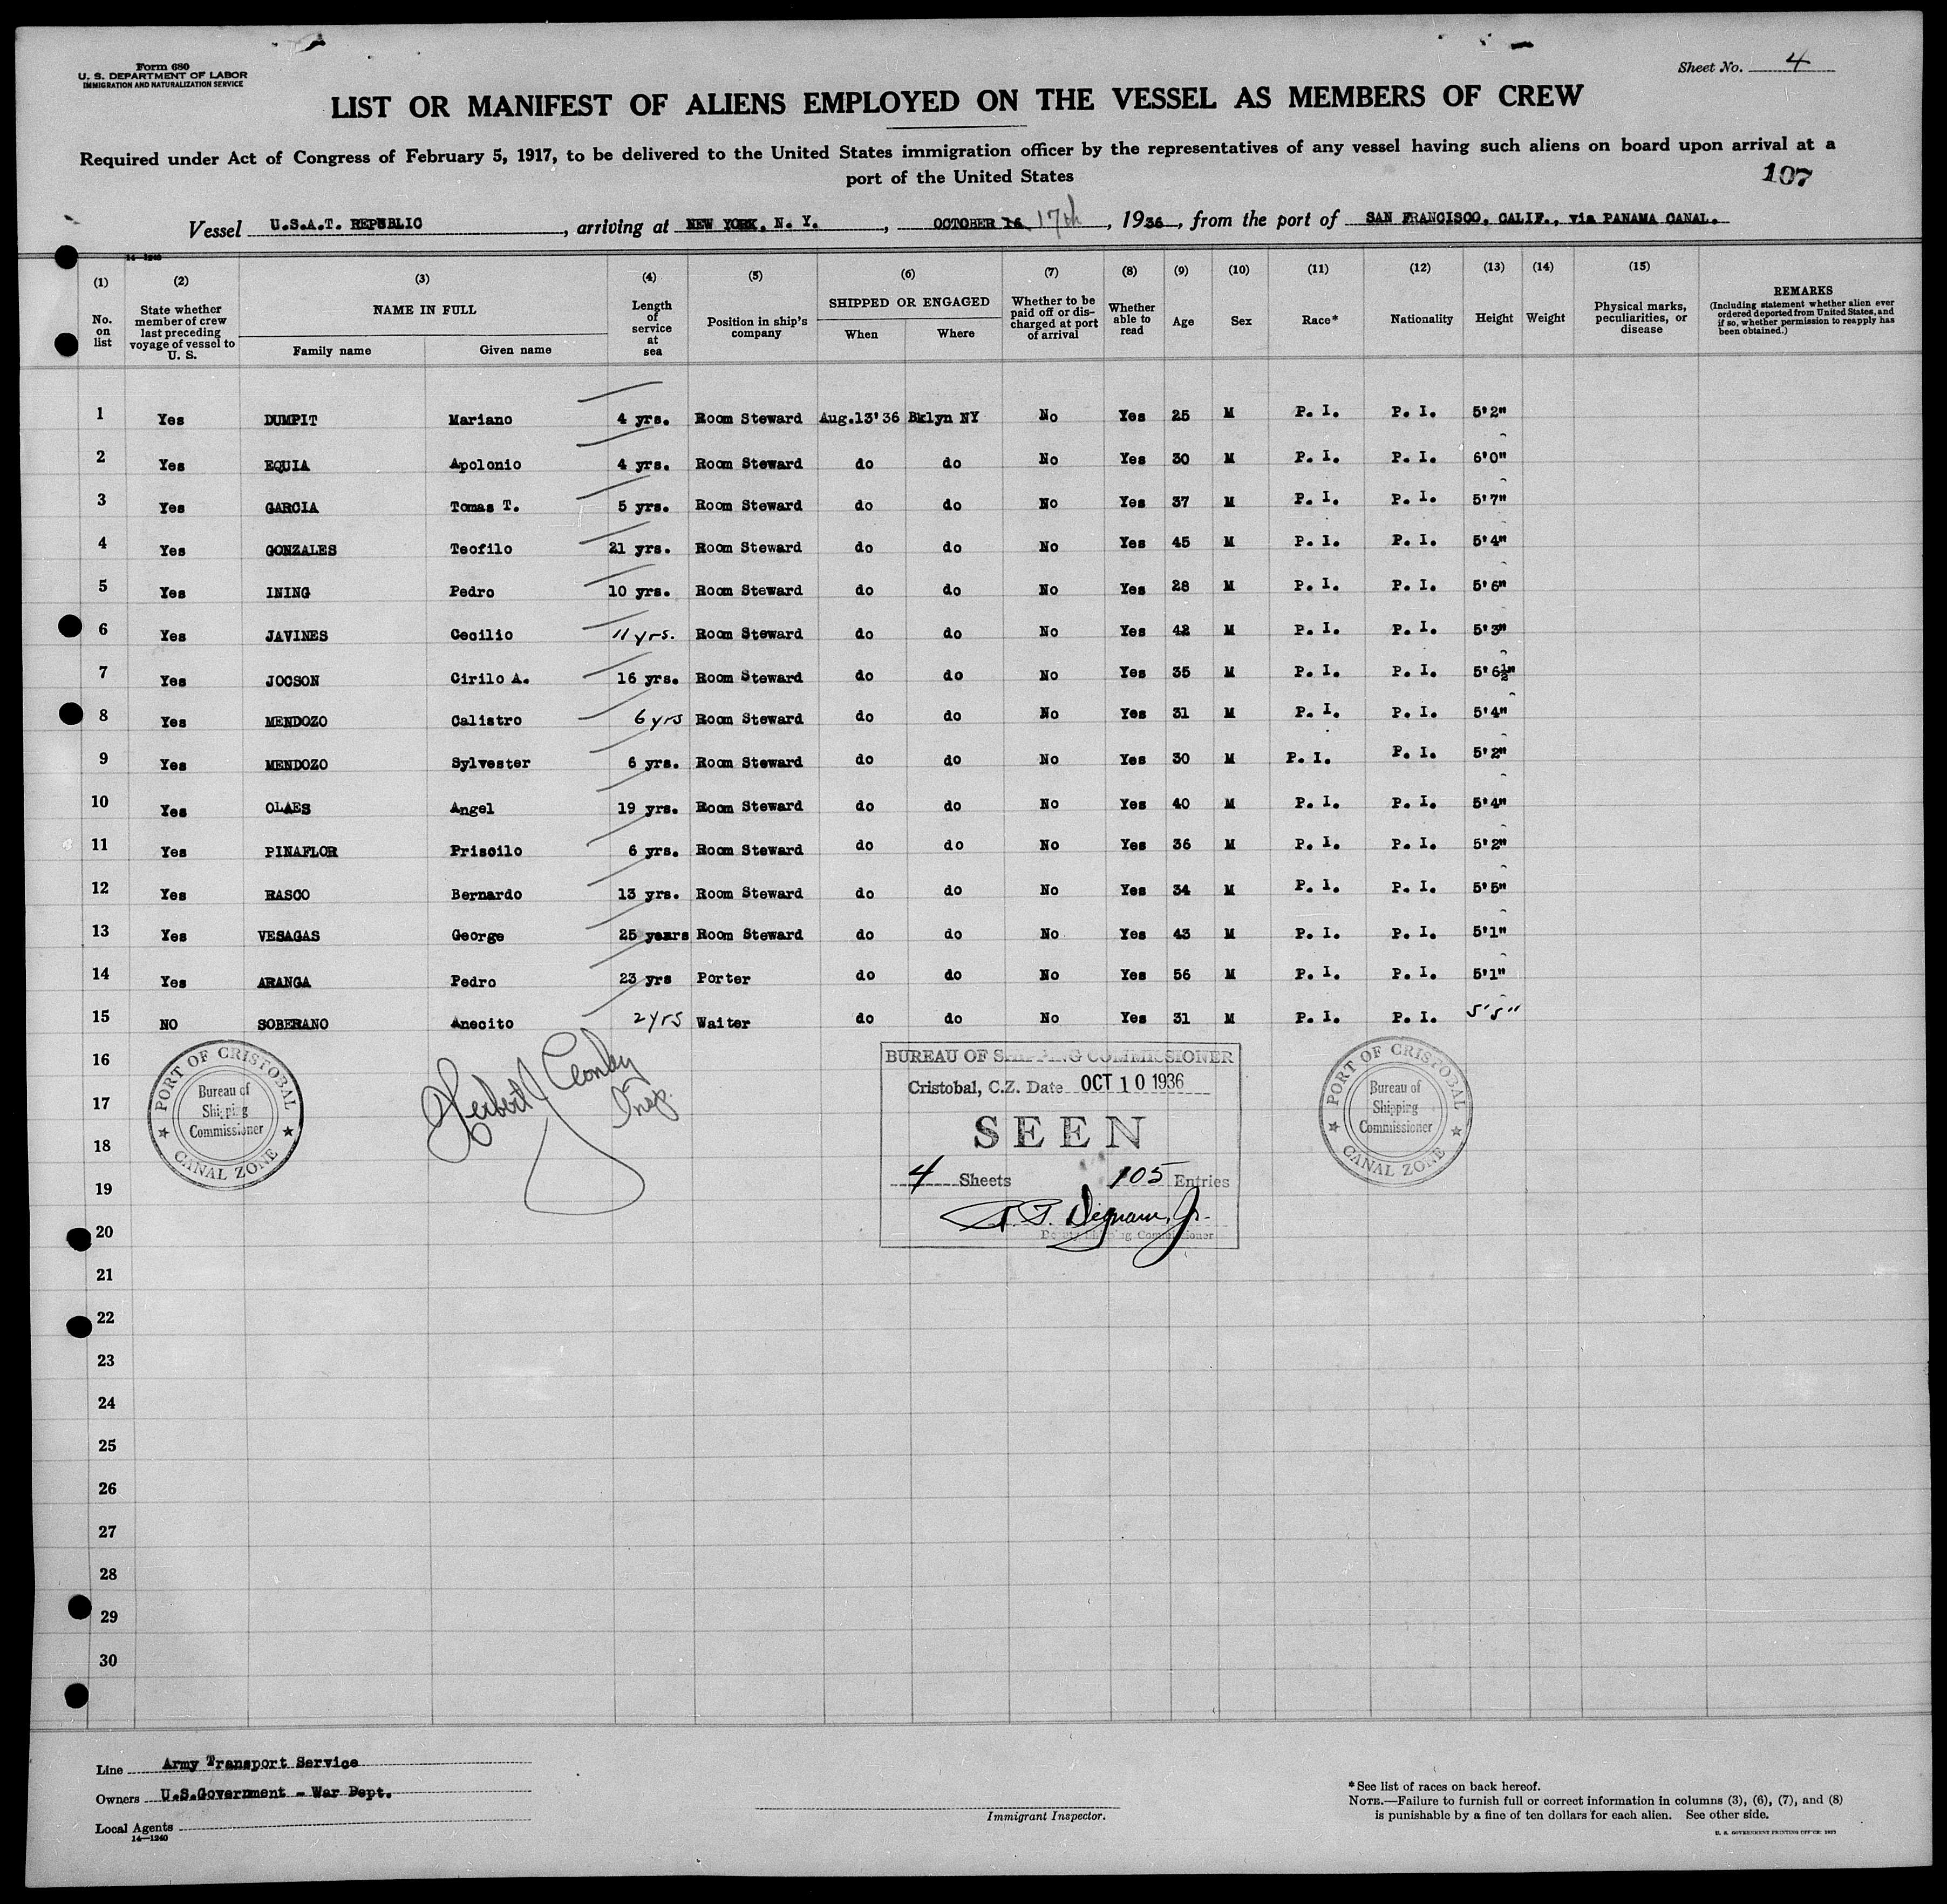 Form 680
U. S. DEPARTMENT OF LABOR
IMMIGRATION AND NATURALIZATION SERVICE
Sheet No. 4
LIST OR MANIFEST OF ALIENS EMPLOYED ON THE VESSEL AS MEMBERS OF CREW
Required under Act of Congress of February 5, 1917, to be delivered to the United States immigration officer by the representatives of any vessel having such aliens on board upon arrival at a
port of the United States
107
Vessel U.S.A.T. REPUBLIC, arriving at NEW YORK, N. Y., OCTOBER 16 17th, 1936, from the port of SAN FRANCISCO, CALIF., via PANAMA CANAL.
14—1240
(1) (2) (3) (4) (5) (6) (7) (8) (9) (10) (11) (12) (13) (14) (15)
No. on list
State whether member of crew last preceding voyage of vessel to U. S.
NAME IN FULL
Family name Given name
Length of service at sea
Position in ship's company
SHIPPED OR ENGAGED
When Where
Whether to be paid off or discharged at port of arrival
Whether able to read
Age
Sex
Race*
Nationality
Height
Weight
Physical marks, peculiarities, or disease
REMARKS
(Including statement whether alien ever ordered deported from United States, and if so, whether permission to reapply has been obtained.)
1 Yes DUMPIT Mariano 4 yrs. Room Steward Aug.13'36 Bklyn NY No Yes 25 M P. I. P. I. 5'2"
2 Yes EQUIA Apolonio 4 yrs. Room Steward do do No Yes 30 M P. I. P. I. 6'0"
3 Yes GARCIA Tomas T. 5 yrs. Room Steward do do No Yes 37 M P. I. P. I. 5'7"
4 Yes GONZALES Teofilo 21 yrs. Room Steward do do No Yes 45 M P. I. P. I. 5'4"
5 Yes INING Pedro 10 yrs. Room Steward do do No Yes 28 M P. I. P. I. 5'6"
6 Yes JAVINES Cecilio 11 yrs. Room Steward do do No Yes 42 M P. I. P. I. 5'3"
7 Yes JOCSON Cirilo A. 16 yrs. Room Steward do do No Yes 35 M P. I. P. I. 5'6½"
8 Yes MENDOZO Calistro 6 yrs Room Steward do do No Yes 31 M P. I. P. I. 5'4"
9 Yes MENDOZO Sylvester 6 yrs. Room Steward do do No Yes 30 M P. I. P. I. 5'2"
10 Yes OLAES Angel 19 yrs. Room Steward do do No Yes 40 M P. I. P. I. 5'4"
11 Yes PINAFLOR Priscilo 6 yrs. Room Steward do do No Yes 36 M P. I. P. I. 5'2"
12 Yes RASCO Bernardo 13 yrs. Room Steward do do No Yes 34 M P. I. P. I. 5'5"
13 Yes VESAGAS George 25 years Room Steward do do No Yes 43 M P. I. P. I. 5'1"
14 Yes ARANGA Pedro 23 yrs Porter do do No Yes 56 M P. I. P. I. 5'1"
15 NO SOBERANO Anecito 2 yrs Waiter do do No Yes 31 M P. I. P. I. 5'5"
16
17
18
19
20
21
22
23
24
25
26
27
28
29
30
PORT OF CRISTOBAL
Bureau of
Shipping
Commissioner
CANAL ZONE
Herbert J
Insp.
BUREAU OF SHIPPING COMMISSIONER
Cristobal, C.Z. Date OCT 10 1936
SEEN
4 Sheets 105 Entries
Dignam, Jr.
Deputy Shipping Commissioner
PORT OF CRISTOBAL
Bureau of
Shipping
Commissioner
CANAL ZONE
Line Army Transport Service
Owners U.S.Government - War Dept.
Local Agents
14—1240
Immigrant Inspector.
*See list of races on back hereof.
NOTE.—Failure to furnish full or correct information in columns (3), (6), (7), and (8)
is punishable by a fine of ten dollars for each alien. See other side.